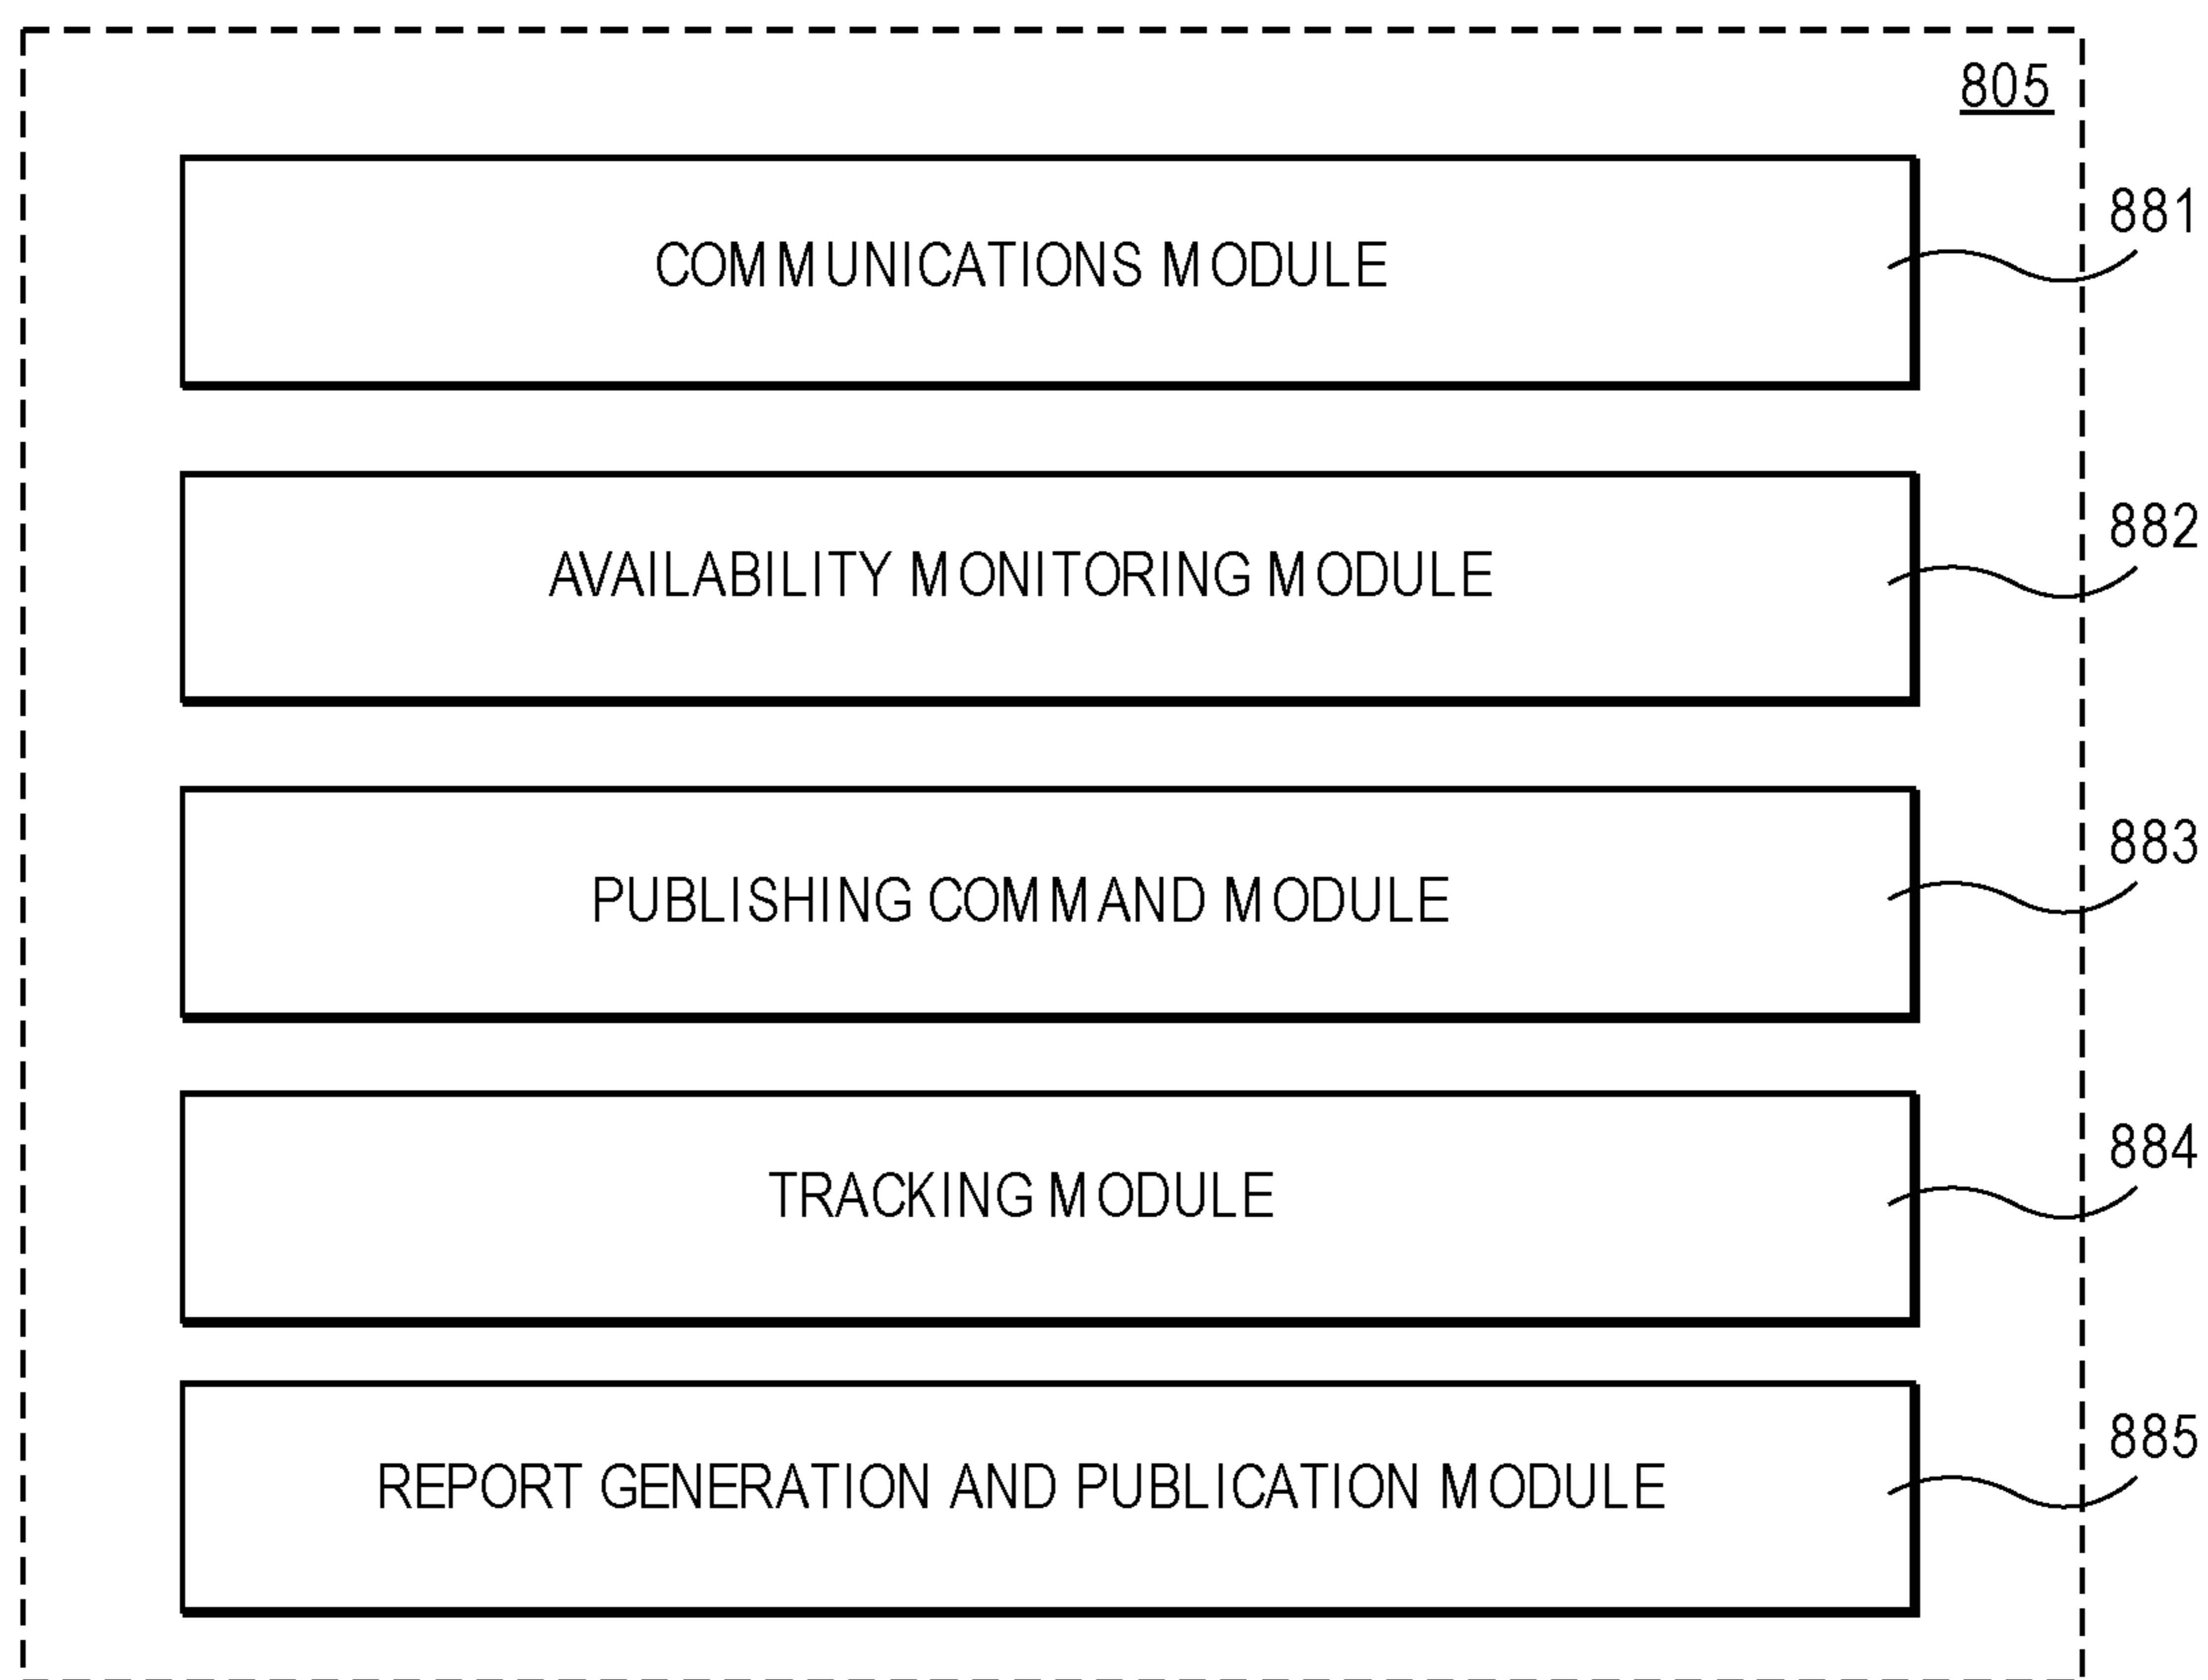 805
COMMUNICATIONS MODULE
881
AVAILABILITY MONITORING MODULE
882
PUBLISHING COMMAND MODULE
883
TRACKING MODULE
884
REPORT GENERATION AND PUBLICATION MODULE
885